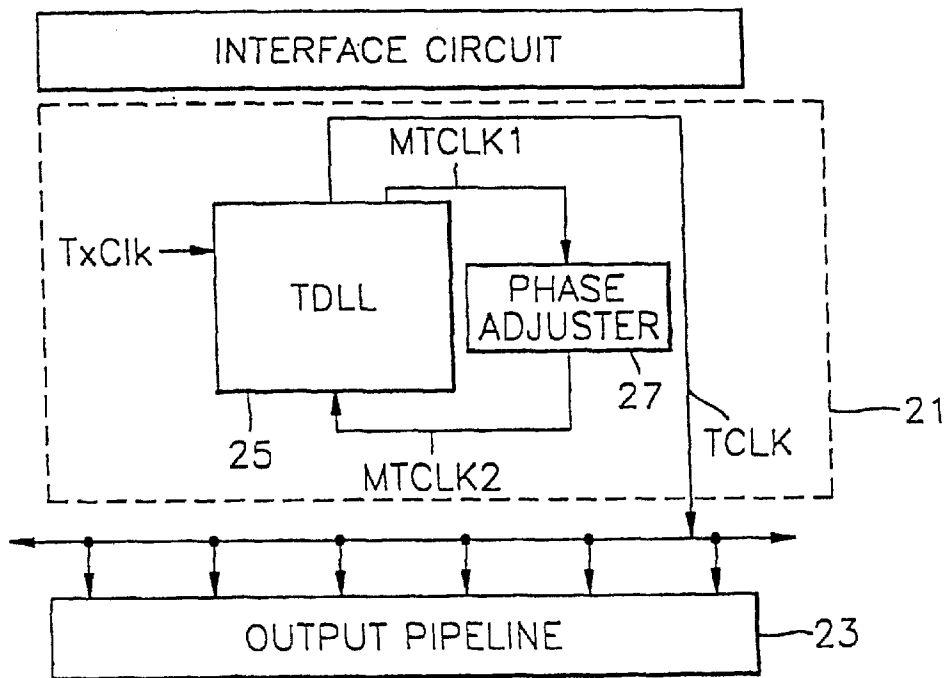 INTERFACE CIRCUIT
MTCLK1
TxClk
TDLL
PHASE
ADJUSTER
27
25
21
TCLK
MTCLK2
OUTPUT PIPELINE
23